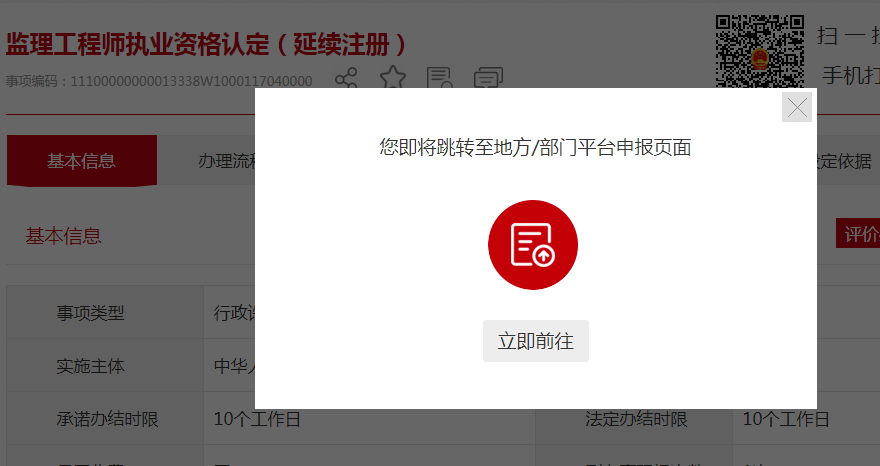 监理工程师执业资格认定（延续注册）
事项编码：11100000000013338W1000117040000
扫 一
手机打
您即将跳转至地方/部门平台申报页面
基本信息
办理流
定依据
基本信息
评价
立即前往
事项类型
行政
实施主体
中华
承诺办结时限
10个工作日
法定办结时限
10个工作日